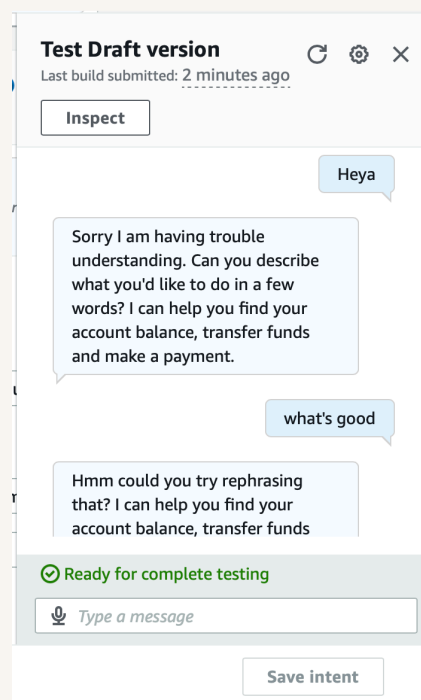 Test Draft version
Last build submitted: 2 minutes ago
Inspect
Heya
Sorry I am having trouble
understanding. Can you describe
what you'd like to do in a few
words? I can help you find your
account balance, transfer funds
and make a payment.
what's good
Hmm could you try rephrasing
that? I can help you find your
account balance, transfer funds
Ready for complete testing
Type a message
Save intent